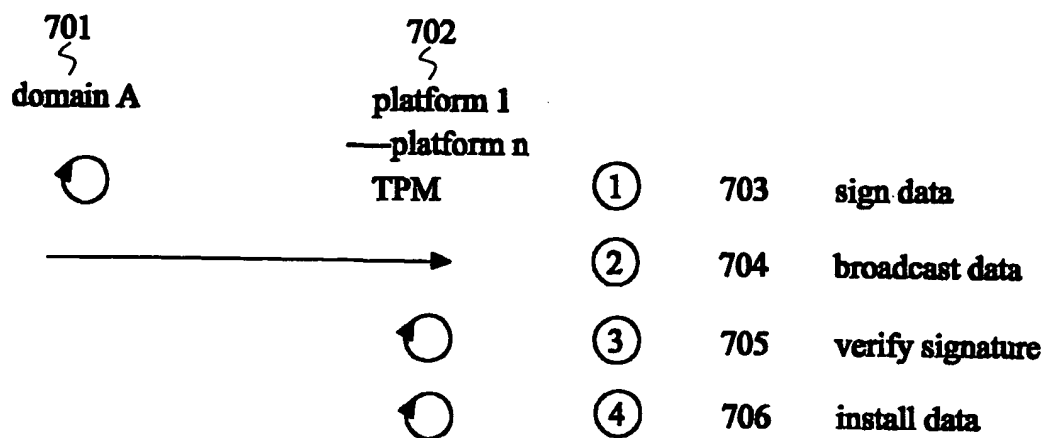 701 702
domain A platform 1
—platform n
TPM ① 703 sign data
② 704 broadcast data
③ 705 verify signature
④ 706 install data